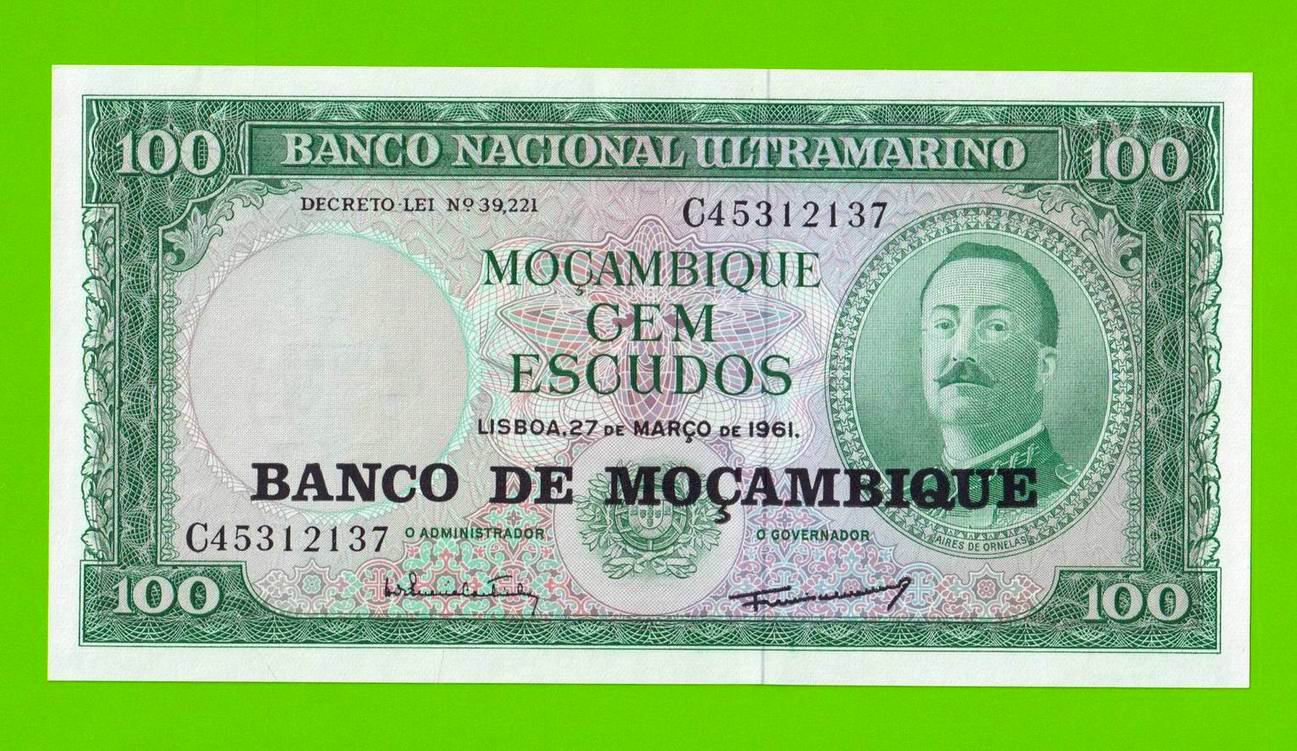 100 BANCO NACIONAL ULTRAMARINO 100
DECRETO-LEI Nº 39,221
C45312137
MOÇAMBIQUE
CEM
ESCUDOS
LISBOA, 27 DE MARÇO DE 1961.
BANCO DE MOÇAMBIQUE
C45312137
O ADMINISTRADOR
O GOVERNADOR
AIRES DE ORNELAS
100 100